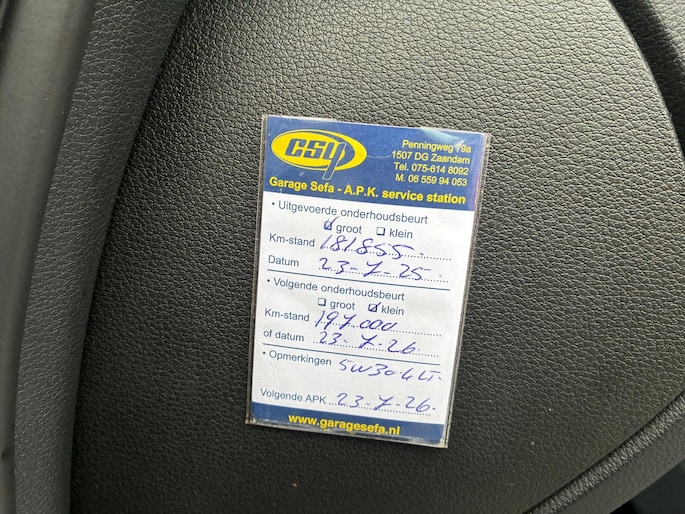 CSY
Penningweg 79a
1507 DG Zaandam
Tel. 075-614 8092
M. 06 559 94 053
Garage Sefa - A.P.K. service station
• Uitgevoerde onderhoudsbeurt
☑ groot ☐ klein
Km-stand 181855.
Datum 23-7-25.
• Volgende onderhoudsbeurt
☐ groot ☑ klein
Km-stand 197.000
of datum 23-7-26.
• Opmerkingen 5W30 4LT.
Volgende APK 23-7-26.
www.garagesefa.nl